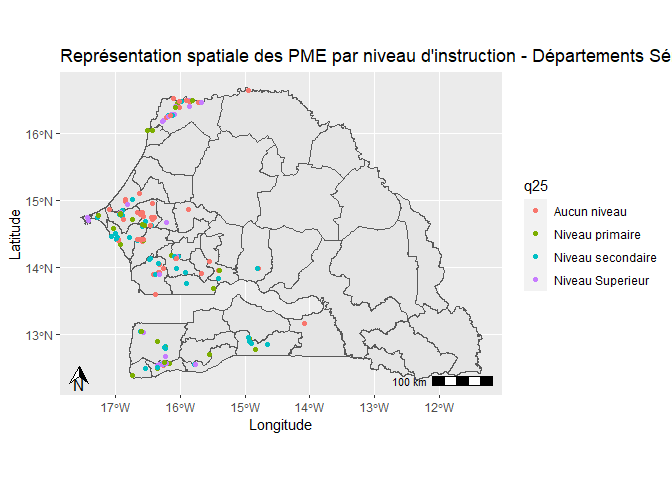 Représentation spatiale des PME par niveau d'instruction - Départements Sé
16°N
15°N
14°N
13°N
Latitude
17°W 16°W 15°W 14°W 13°W 12°W
Longitude
N
100 km
q25
Aucun niveau
Niveau primaire
Niveau secondaire
Niveau Superieur